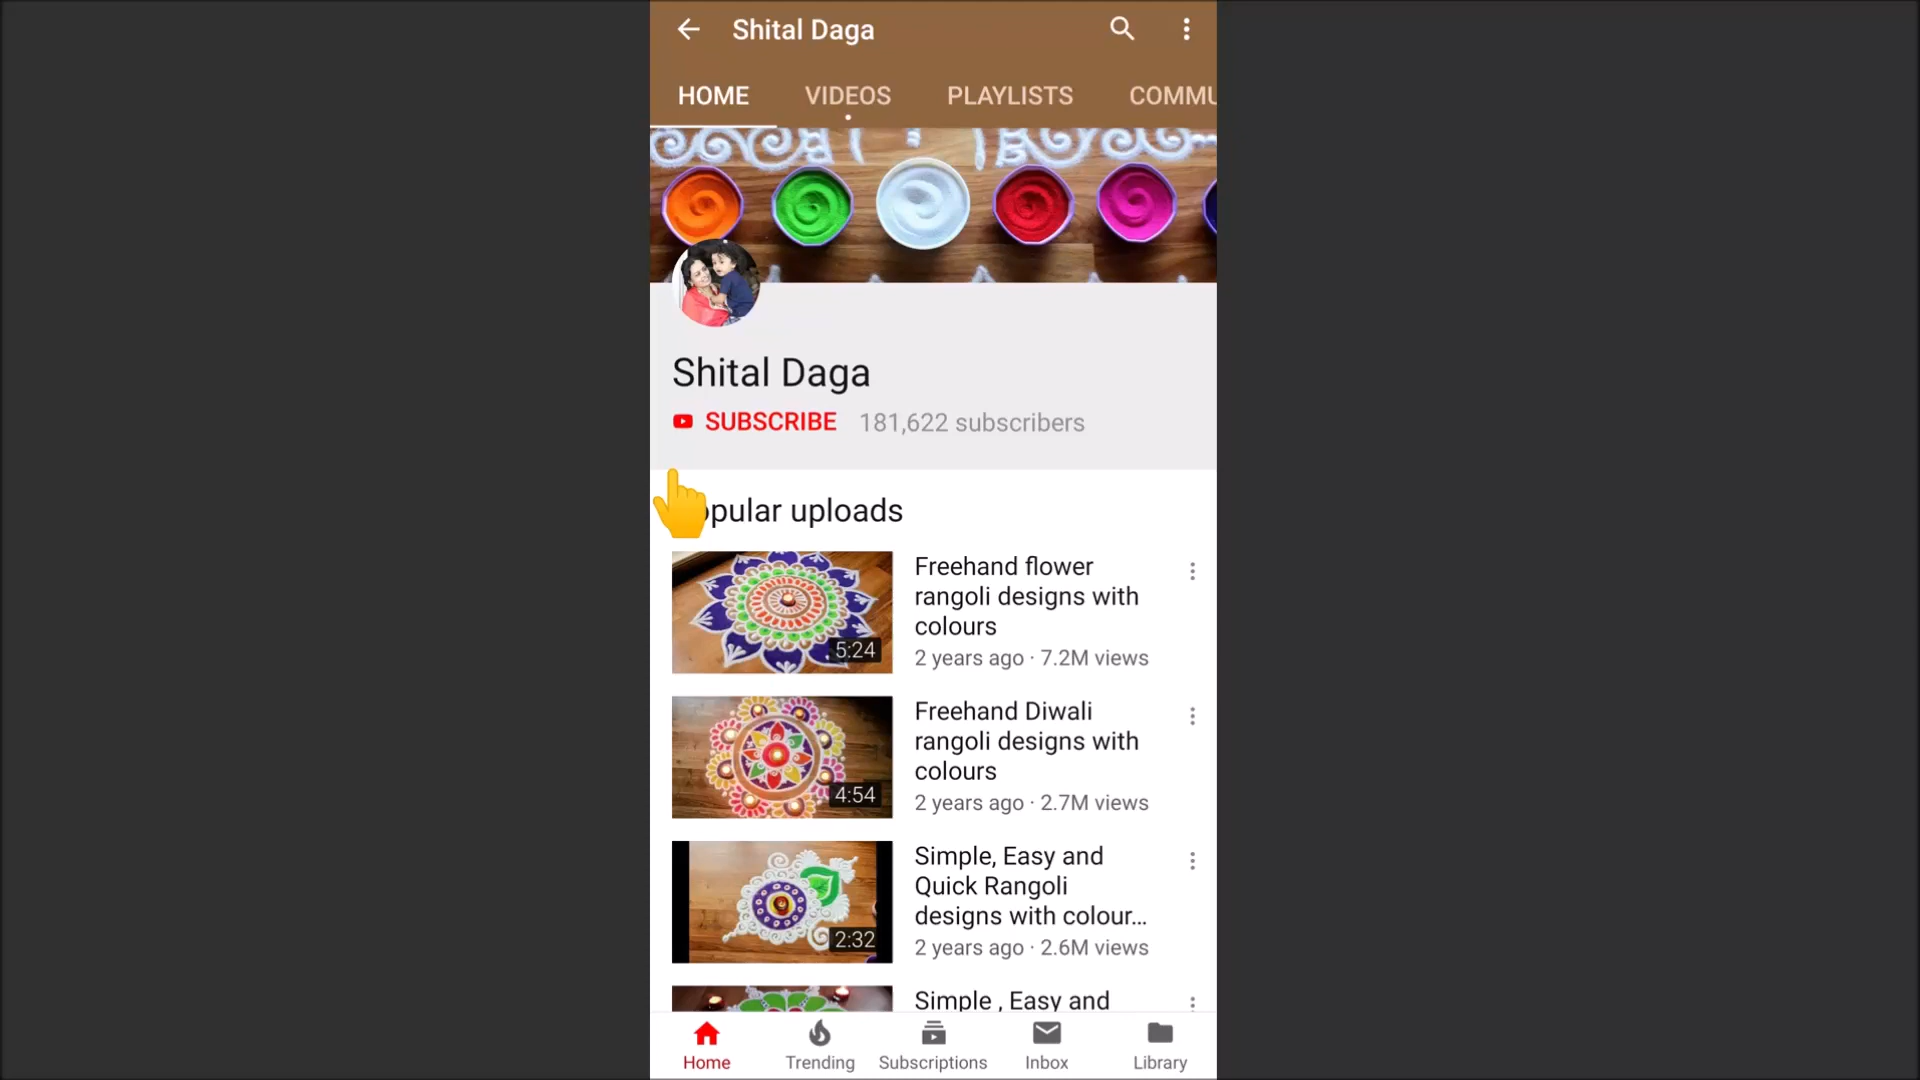 Shital Daga
HOME VIDEOS PLAYLISTS COMMU
Shital Daga
SUBSCRIBE 181,622 subscribers
opular uploads
Freehand flower
rangoli designs with
colours
5:24
2 years ago · 7.2M views
Freehand Diwali
rangoli designs with
colours
4:54
2 years ago · 2.7M views
Simple, Easy and
Quick Rangoli
designs with colour...
2:32
2 years ago · 2.6M views
Simple , Easy and
Home Trending Subscriptions Inbox Library